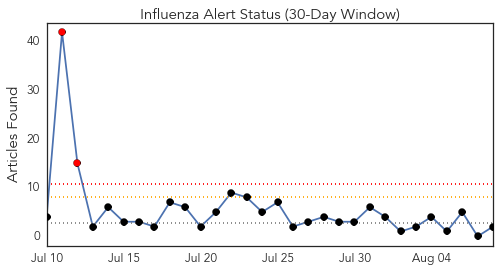 Influenza Alert Status (30-Day Window)
Articles Found
40
30
20
10
0
Jul 10
Jul 15
Jul 20
Jul 25
Jul 30
Aug 04